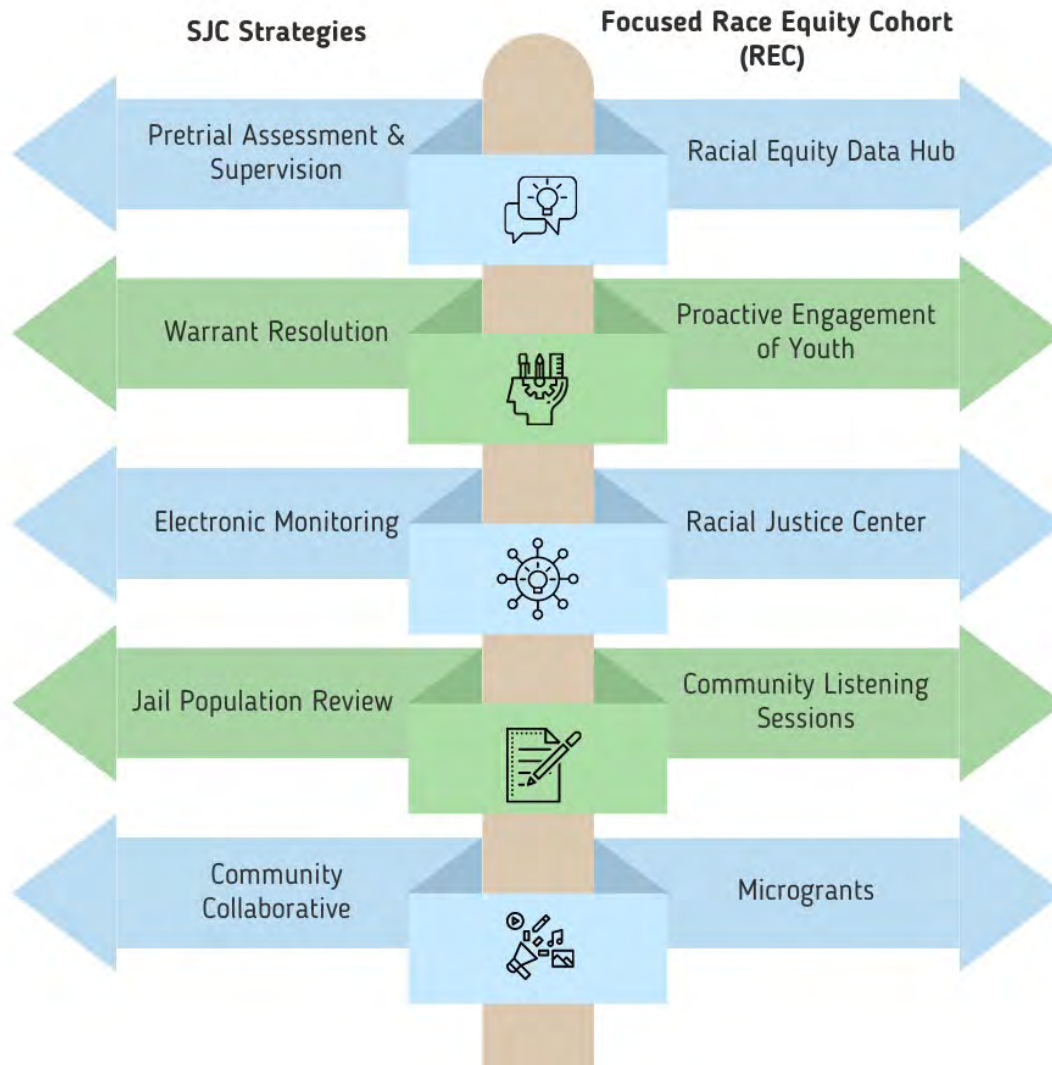 SJC Strategies
Focused Race Equity Cohort
(REC)
Pretrial Assessment &
Supervision
Racial Equity Data Hub
Warrant Resolution
Proactive Engagement
of Youth
Electronic Monitoring
Racial Justice Center
Jail Population Review
Community Listening
Sessions
Community
Collaborative
Microgrants